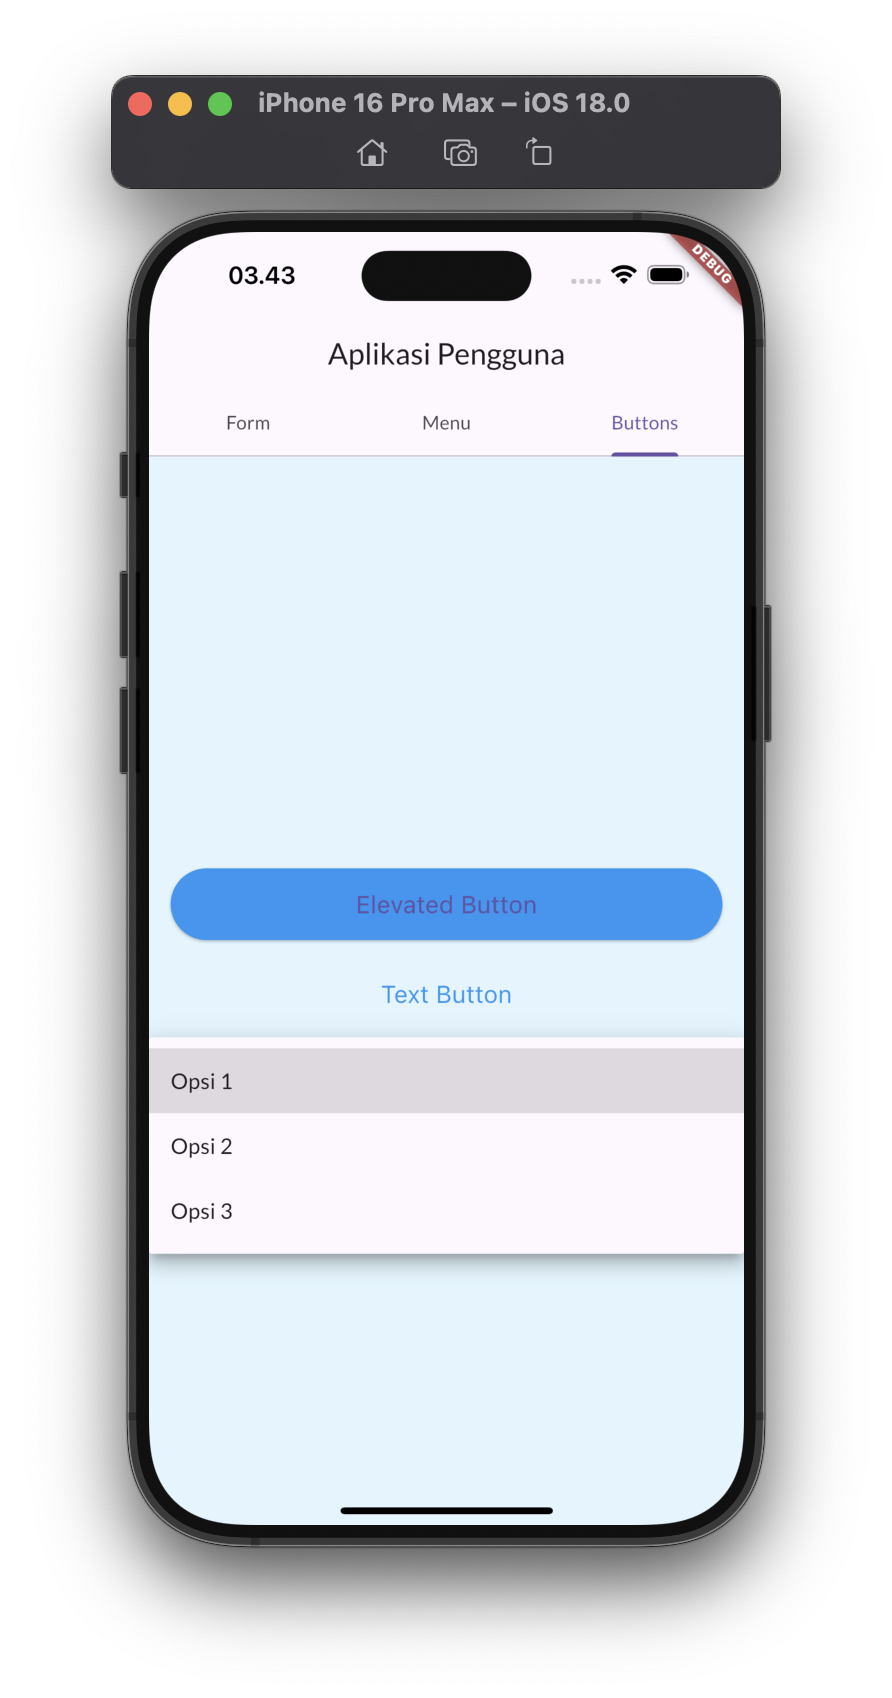 iPhone 16 Pro Max – iOS 18.0
03.43
DEBUG
Aplikasi Pengguna
Form Menu Buttons
Elevated Button
Text Button
Opsi 1
Opsi 2
Opsi 3